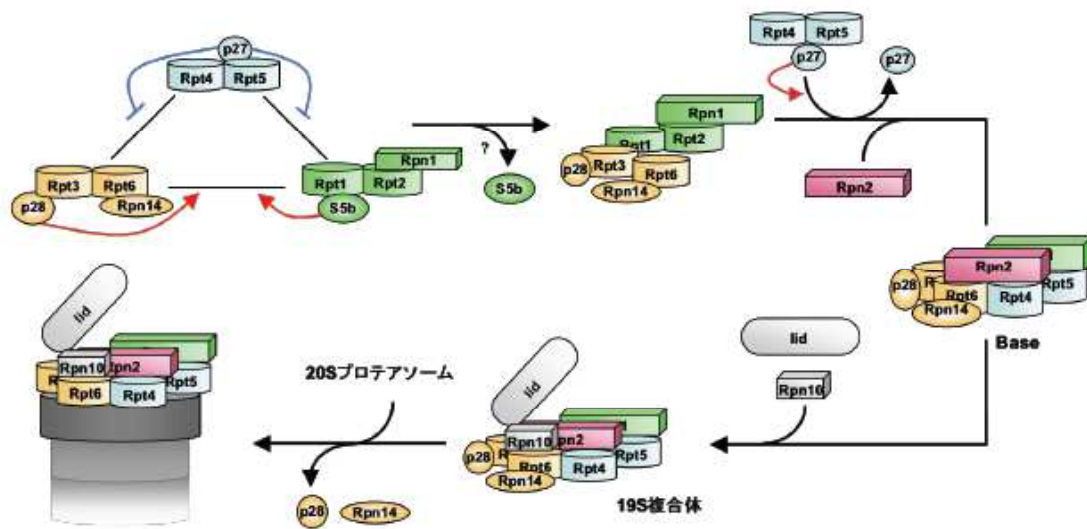 p27
Rpt4
Rpt5
Rpt3
Rpt6
p28
Rpn14
Rpn1
Rpt1
Rpt2
S5b
?
S5b
Rpn1
Rpt1
Rpt2
Rpt3
Rpt6
p28
Rpn14
Rpt4
Rpt5
p27
p27
Rpn2
Rpn2
p28
Rpt6
Rpn14
Rpt4
Rpt5
Base
lid
Rpn10
lid
Rpn10
p28
Rpt6
Rpn14
Rpt4
Rpt5
19S複合体
20Sプロテアソーム
p28
Rpn14
lid
Rpn10
Rpt6
Rpt4
Rpt5